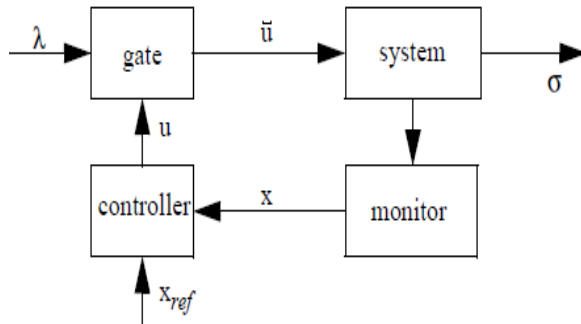 λ
gate
ū
system
σ
u
controller
x
monitor
x_ref